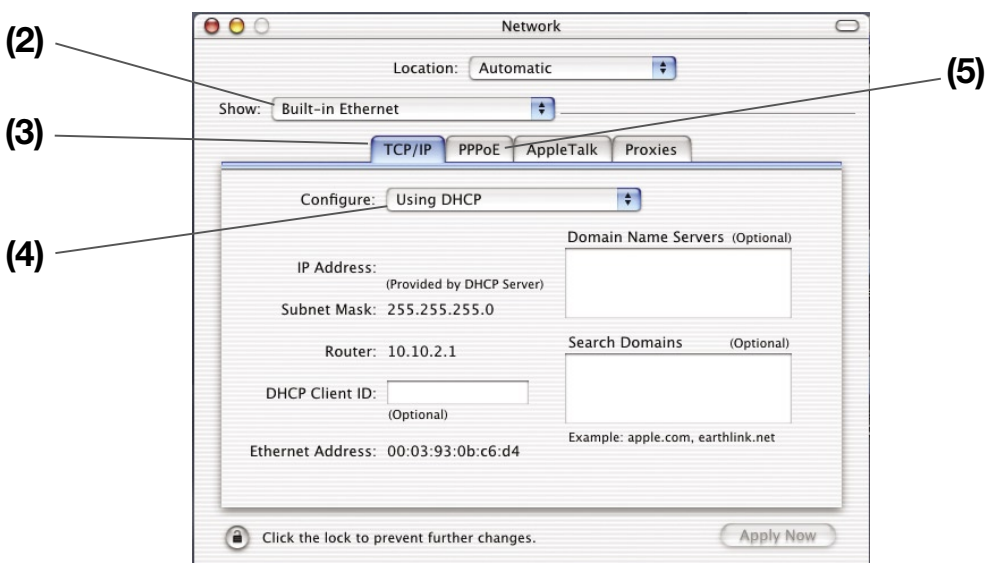 Network
(2)
Location: Automatic
(5)
Show: Built-in Ethernet
(3)
TCP/IP PPPoE AppleTalk Proxies
Configure: Using DHCP
(4)
Domain Name Servers (Optional)
IP Address:
(Provided by DHCP Server)
Subnet Mask: 255.255.255.0
Search Domains (Optional)
Router: 10.10.2.1
DHCP Client ID:
(Optional)
Example: apple.com, earthlink.net
Ethernet Address: 00:03:93:0b:c6:d4
Click the lock to prevent further changes.
Apply Now